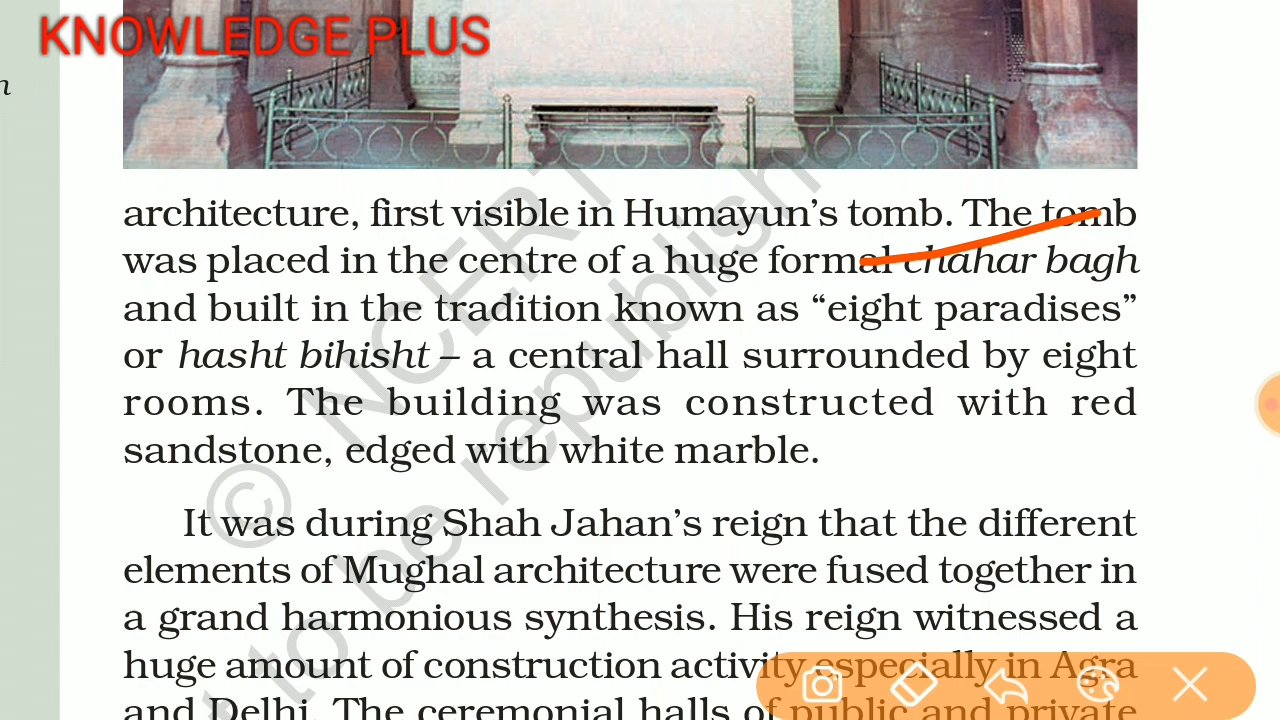 KNOWLEDGE PLUS
n
architecture, first visible in Humayun’s tomb. The tomb
was placed in the centre of a huge formal chahar bagh
and built in the tradition known as “eight paradises”
or hasht bihisht – a central hall surrounded by eight
rooms. The building was constructed with red
sandstone, edged with white marble.
It was during Shah Jahan’s reign that the different
elements of Mughal architecture were fused together in
a grand harmonious synthesis. His reign witnessed a
huge amount of construction activity especially in Agra
and Delhi. The ceremonial halls of public and private
© NCERT
to be republish